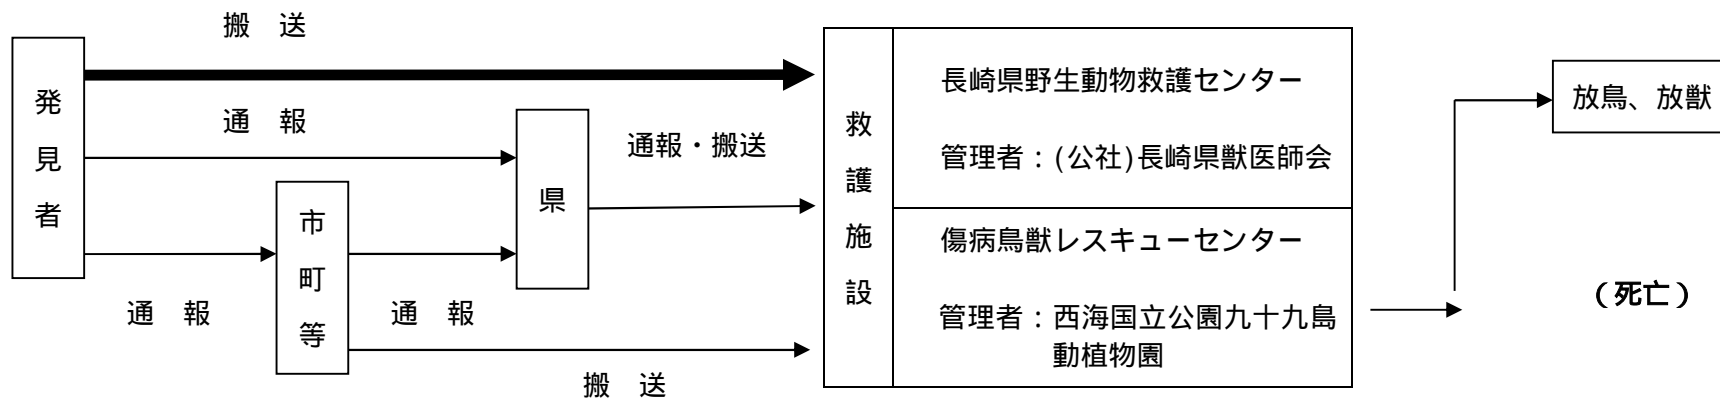 搬　送
発見者
通　報
県
通報・搬送
市町等
通　報
通　報
搬　送
救護施設
長崎県野生動物救護センター
管理者：(公社)長崎県獣医師会
傷病鳥獣レスキューセンター
管理者：西海国立公園九十九島
動植物園
放鳥、放獣
（死亡）